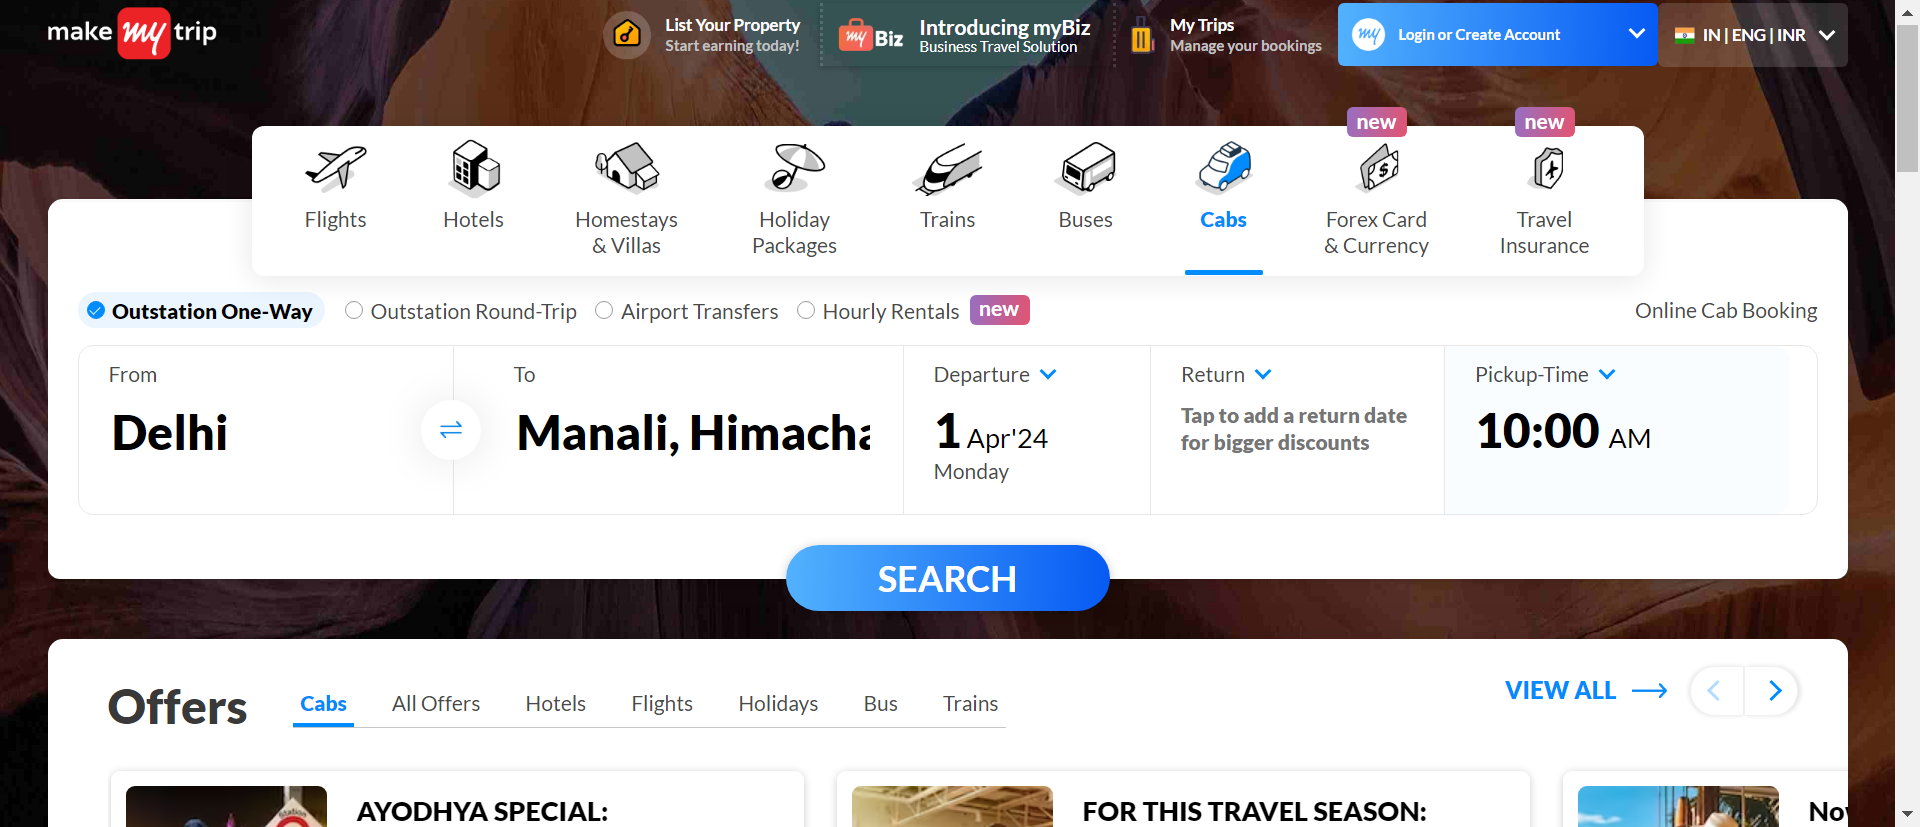 make my trip
List Your Property
Start earning today!
my Biz
Introducing myBiz
Business Travel Solution
My Trips
Manage your bookings
my Login or Create Account
IN | ENG | INR
new
new
Flights
Hotels
Homestays
& Villas
Holiday
Packages
Trains
Buses
Cabs
Forex Card
& Currency
Travel
Insurance
Outstation One-Way
Outstation Round-Trip
Airport Transfers
Hourly Rentals
new
Online Cab Booking
From
Delhi
To
Manali, Himacha
Departure
1 Apr'24
Monday
Return
Tap to add a return date
for bigger discounts
Pickup-Time
10:00 AM
SEARCH
Offers
Cabs
All Offers
Hotels
Flights
Holidays
Bus
Trains
VIEW ALL
Station
AYODHYA SPECIAL:
FOR THIS TRAVEL SEASON: